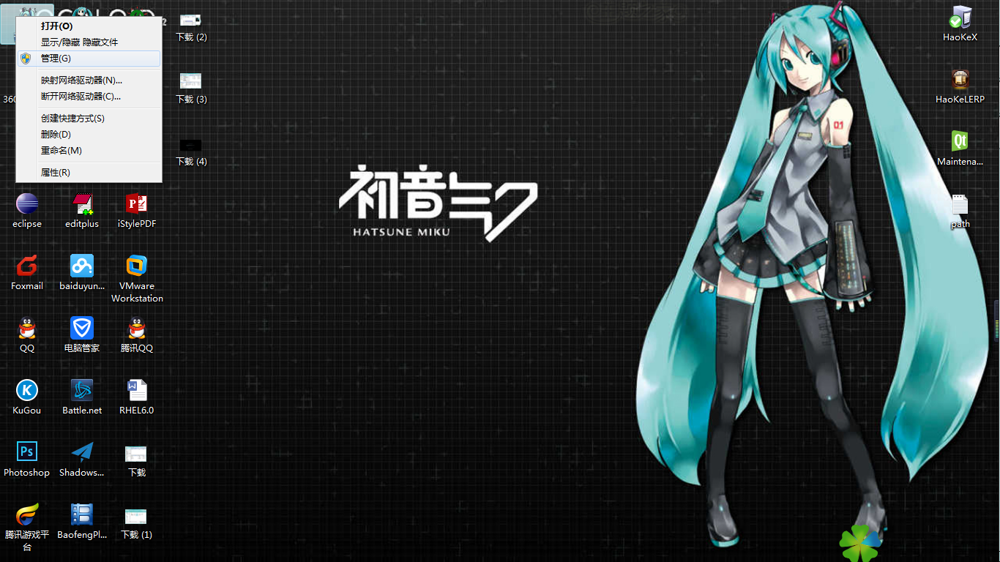 打开(O)
显示/隐藏 隐藏文件
管理(G)
映射网络驱动器(N)...
断开网络驱动器(C)...
创建快捷方式(S)
删除(D)
重命名(M)
属性(R)
360
下载 (2)
下载 (3)
下载 (4)
eclipse
editplus
iStylePDF
Foxmail
baiduyun...
VMware
Workstation
QQ
电脑管家
腾讯QQ
KuGou
Battle.net
RHEL6.0
Ps
Photoshop
Shadows...
下载
腾讯游戏平
台
BaofengPl...
下载 (1)
初音ミク
HATSUNE MIKU
01
HaoKeX
HaoKeLERP
Qt
Maintena...
path